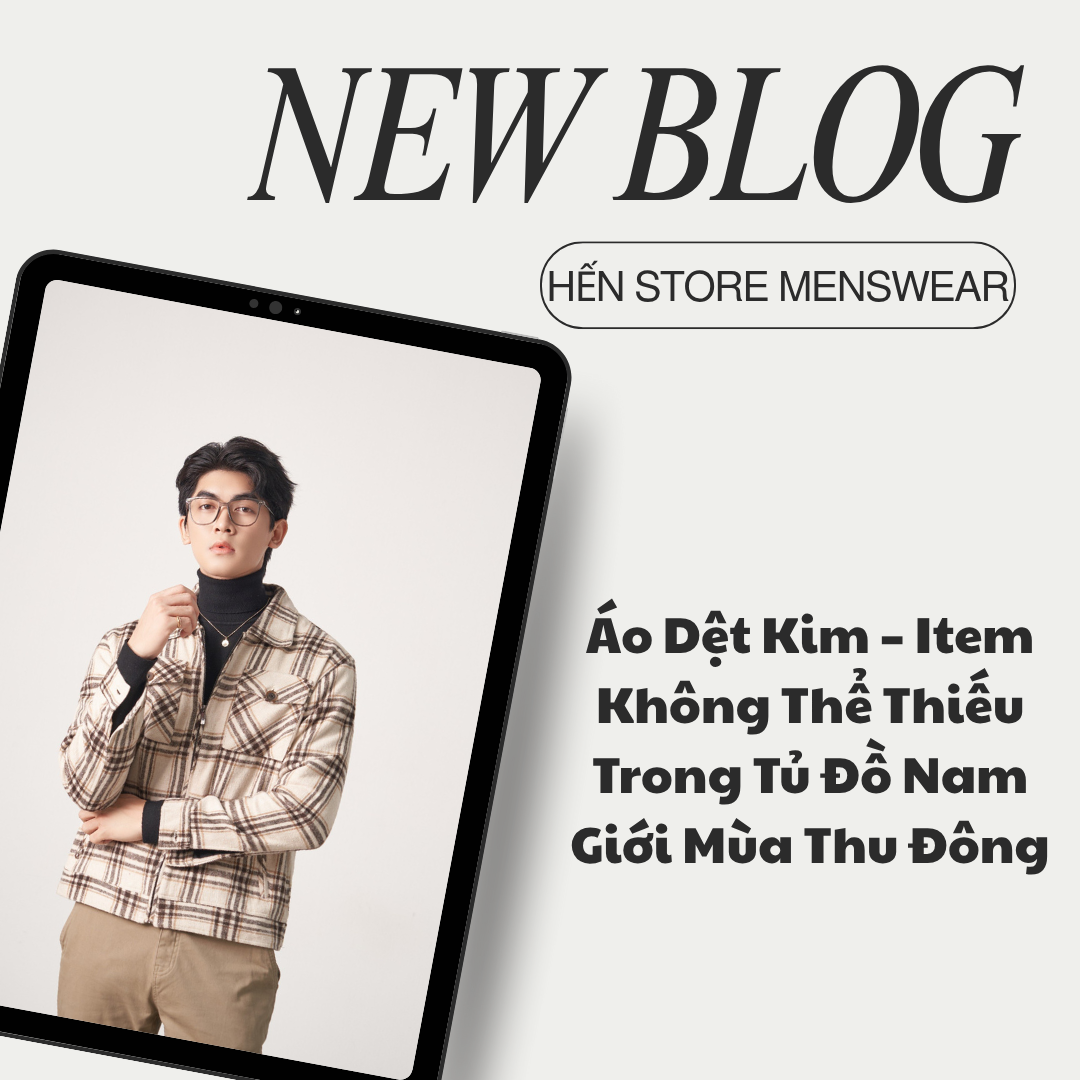 NEW BLOG
HẾN STORE MENSWEAR
Áo Dệt Kim – Item
Không Thể Thiếu
Trong Tủ Đồ Nam
Giới Mùa Thu Đông